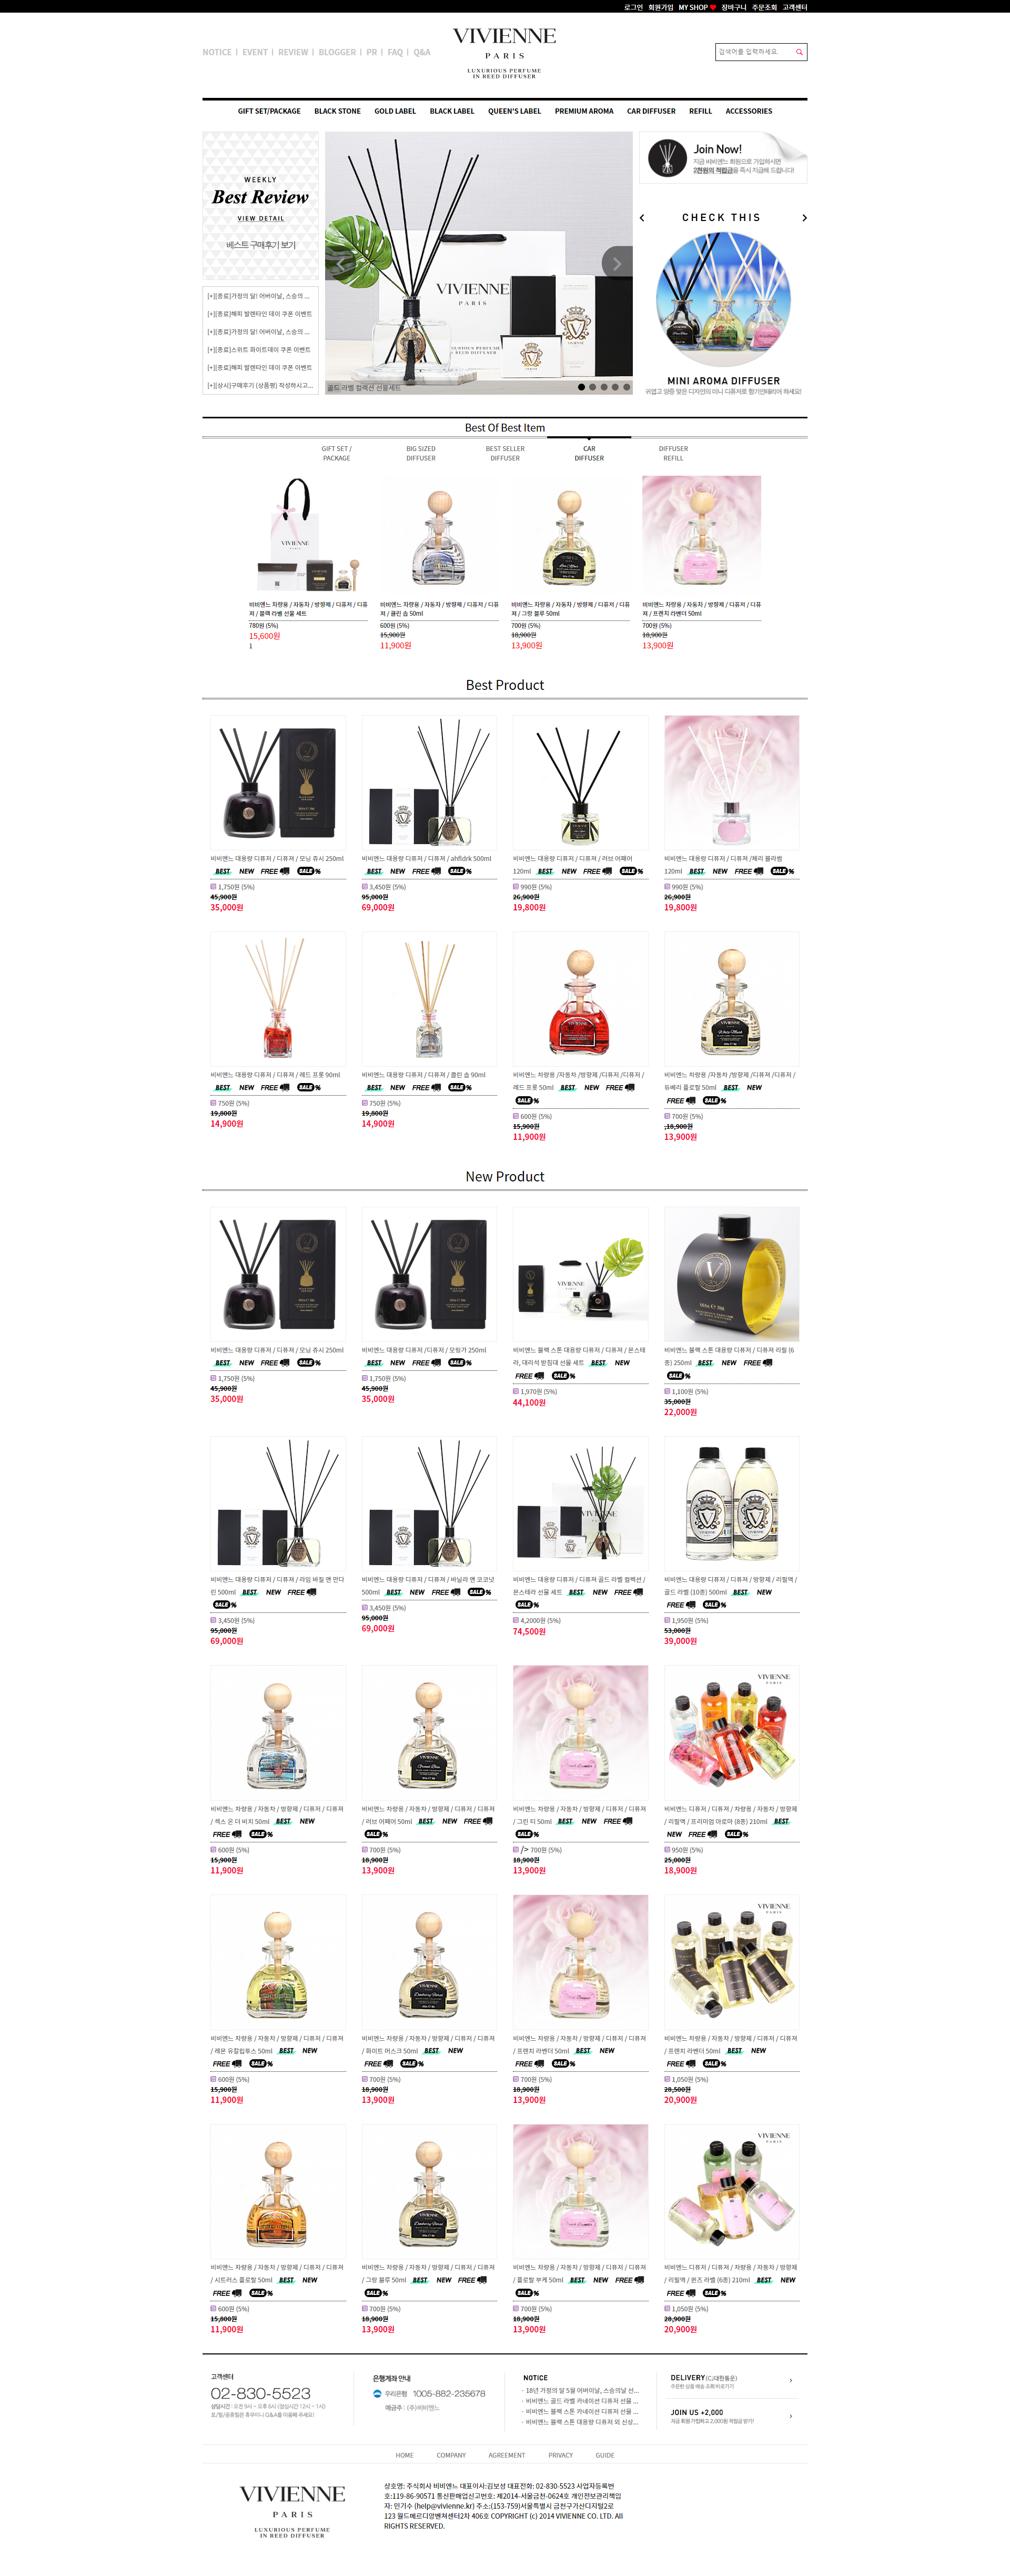 로그인 회원가입 MY SHOP 장바구니 주문조회 고객센터
NOTICE | EVENT | REVIEW | BLOGGER | PR | FAQ | Q&A
VIVIENNE
PARIS
LUXURIOUS PERFUME
IN REED DIFFUSER
검색어를 입력하세요.
GIFT SET/PACKAGE BLACK STONE GOLD LABEL BLACK LABEL QUEEN'S LABEL PREMIUM AROMA CAR DIFFUSER REFILL ACCESSORIES
WEEKLY
Best Review
VIEW DETAIL
베스트 구매후기 보기
[+][종료]가정의 달! 어버이날, 스승의 ...
[+][종료]해피 발렌타인 데이 쿠폰 이벤트
[+][종료]가정의 달! 어버이날, 스승의 ...
[+][종료]스위트 화이트데이 쿠폰 이벤트
[+][종료]해피 발렌타인 데이 쿠폰 이벤트
[+][상시]구매후기 (상품평) 작성하시고...
VIVIENNE
PARIS
골드 라벨 컬렉션 선물세트
Join Now!
지금 비비엔느 회원으로 가입하시면
2천원의 적립금을 즉시 지급해 드립니다!
CHECK THIS
MINI AROMA DIFFUSER
귀엽고 앙증 맞은 디자인의 미니 디퓨저로 향기인테리어 하세요!
Best Of Best Item
GIFT SET /
PACKAGE
BIG SIZED
DIFFUSER
BEST SELLER
DIFFUSER
CAR
DIFFUSER
DIFFUSER
REFILL
비비엔느 차량용 / 자동차 / 방향제 / 디퓨저 / 디퓨
져 / 블랙 라벨 선물 세트
780원 (5%)
15,600원
1
비비엔느 차량용 / 자동차 / 방향제 / 디퓨저 / 디퓨
져 / 클린 솝 50ml
600원 (5%)
15,900원
11,900원
비비엔느 차량용 / 자동차 / 방향제 / 디퓨저 / 디퓨
져 / 그랑 블루 50ml
700원 (5%)
18,900원
13,900원
비비엔느 차량용 / 자동차 / 방향제 / 디퓨저 / 디퓨
져 / 프렌치 라벤더 50ml
700원 (5%)
18,900원
13,900원
Best Product
비비엔느 대용량 디퓨저 / 디퓨져 / 모닝 쥬시 250ml
BEST NEW FREE SALE%
1,750원 (5%)
45,900원
35,000원
비비엔느 대용량 디퓨저 / 디퓨져 / ahfldrk 500ml
BEST NEW FREE SALE%
3,450원 (5%)
95,000원
69,000원
비비엔느 대용량 디퓨저 / 디퓨져 / 러브 어페어
120ml BEST NEW FREE SALE%
990원 (5%)
26,900원
19,800원
비비엔느 대용량 디퓨저 / 디퓨져 /체리 블라썸
120ml BEST NEW FREE SALE%
990원 (5%)
26,900원
19,800원
비비엔느 대용량 디퓨저 / 디퓨져 / 레드 프룻 90ml
BEST NEW FREE SALE%
750원 (5%)
19,800원
14,900원
비비엔느 대용량 디퓨저 / 디퓨져 / 클린 솝 90ml
BEST NEW FREE SALE%
750원 (5%)
19,800원
14,900원
비비엔느 차량용 /자동차 /방향제 /디퓨저 /디퓨져 /
레드 프룻 50ml BEST NEW FREE
SALE%
600원 (5%)
15,900원
11,900원
비비엔느 차량용 /자동차 /방향제 /디퓨저 /디퓨져 /
듀베리 플로랄 50ml BEST NEW
FREE SALE%
700원 (5%)
,18,900원
13,900원
New Product
비비엔느 대용량 디퓨저 / 디퓨져 / 모닝 쥬시 250ml
BEST NEW FREE SALE%
1,750원 (5%)
45,900원
35,000원
비비엔느 대용량 디퓨저 /디퓨져 / 모링가 250ml
BEST NEW FREE SALE%
1,750원 (5%)
45,900원
35,000원
비비엔느 블랙 스톤 대용량 디퓨저 / 디퓨져 / 몬스테
라, 대리석 받침대 선물 세트 BEST NEW
FREE SALE%
1,970원 (5%)
44,100원
비비엔느 블랙 스톤 대용량 디퓨저 / 디퓨져 리필 (6
종) 250ml BEST NEW FREE
SALE%
1,100원 (5%)
35,000원
22,000원
비비엔느 대용량 디퓨저 / 디퓨져 / 라임 바질 앤 만다
린 500ml BEST NEW FREE
SALE%
3,450원 (5%)
95,000원
69,000원
비비엔느 대용량 디퓨저 / 디퓨져 / 바닐라 앤 코코넛
500ml BEST NEW FREE SALE%
3,450원 (5%)
95,000원
69,000원
비비엔느 대용량 디퓨저 / 디퓨져 골드 라벨 컬렉션 /
몬스테라 선물 세트 BEST NEW FREE
SALE%
4,2000원 (5%)
74,500원
비비엔느 대용량 디퓨저 / 디퓨져 / 방향제 / 리필액 /
골드 라벨 (10종) 500ml BEST NEW
FREE SALE%
1,950원 (5%)
53,000원
39,000원
비비엔느 차량용 / 자동차 / 방향제 / 디퓨저 / 디퓨져
/ 섹스 온 더 비치 50ml BEST NEW
FREE SALE%
600원 (5%)
15,900원
11,900원
비비엔느 차량용 / 자동차 / 방향제 / 디퓨저 / 디퓨져
/ 러브 어페어 50ml BEST NEW FREE
SALE%
700원 (5%)
18,900원
13,900원
비비엔느 차량용 / 자동차 / 방향제 / 디퓨저 / 디퓨져
/ 그린 티 50ml BEST NEW FREE
SALE%
/> 700원 (5%)
18,900원
13,900원
VIVIENNE
PARIS
비비엔느 디퓨저 / 디퓨져 / 차량용 / 자동차 / 방향제
/ 리필액 / 프리미엄 아로마 (8종) 210ml BEST
NEW FREE SALE%
950원 (5%)
25,000원
18,900원
비비엔느 차량용 / 자동차 / 방향제 / 디퓨저 / 디퓨져
/ 레몬 유칼립투스 50ml BEST NEW
FREE SALE%
600원 (5%)
15,900원
11,900원
비비엔느 차량용 / 자동차 / 방향제 / 디퓨저 / 디퓨져
/ 화이트 머스크 50ml BEST NEW
FREE SALE%
700원 (5%)
18,900원
13,900원
비비엔느 차량용 / 자동차 / 방향제 / 디퓨저 / 디퓨져
/ 프렌치 라벤더 50ml BEST NEW
FREE SALE%
700원 (5%)
18,900원
13,900원
VIVIENNE
PARIS
비비엔느 차량용 / 자동차 / 방향제 / 디퓨저 / 디퓨져
/ 프렌치 라벤더 50ml BEST NEW
FREE SALE%
1,050원 (5%)
28,500원
20,900원
비비엔느 차량용 / 자동차 / 방향제 / 디퓨저 / 디퓨져
/ 시트러스 플로랄 50ml BEST NEW
FREE SALE%
600원 (5%)
15,800원
11,900원
비비엔느 차량용 / 자동차 / 방향제 / 디퓨저 / 디퓨져
/ 그랑 블루 50ml BEST NEW FREE
SALE%
700원 (5%)
18,900원
13,900원
비비엔느 차량용 / 자동차 / 방향제 / 디퓨저 / 디퓨져
/ 플로랄 부케 50ml BEST NEW FREE
SALE%
700원 (5%)
18,900원
13,900원
VIVIENNE
PARIS
비비엔느 디퓨저 / 디퓨져 / 차량용 / 자동차 / 방향제
/ 리필액 / 퀸즈 라벨 (6종) 210ml BEST NEW
FREE SALE%
1,050원 (5%)
28,900원
20,900원
고객센터
02-830-5523
상담시간 : 오전 9시 ~ 오후 6시 (점심시간 12시 ~ 1시)
토/일/공휴일은 휴무이니 Q&A를 이용해 주세요!
은행계좌 안내
우리은행 1005-882-235678
예금주 : (주)비비엔느
NOTICE
· 18년 가정의 달 5월 어버이날, 스승의날 선...
· 비비엔느 골드 라벨 카네이션 디퓨저 선물 ...
· 비비엔느 블랙 스톤 카네이션 디퓨저 선물 ...
· 비비엔느 블랙 스톤 대용량 디퓨저 외 신상...
DELIVERY(CJ대한통운)
주문한 상품 배송 조회 바로가기
JOIN US +2,000
지금 회원가입하고 2,000원 적립금 받기!
HOME COMPANY AGREEMENT PRIVACY GUIDE
VIVIENNE
PARIS
LUXURIOUS PERFUME
IN REED DIFFUSER
상호명: 주식회사 비비엔느 대표이사:김보성 대표전화: 02-830-5523 사업자등록번
호:119-86-90571 통신판매업신고번호: 제2014-서울금천-0624호 개인전보관리책임
자: 민기수 (help@vivienne.kr) 주소:(153-759)서울특별시 금천구가산디지털2로
123 월드메르디앙벤쳐센터2차 406호 COPYRIGHT (c) 2014 VIVIENNE CO. LTD. All
RIGHTS RESERVED.